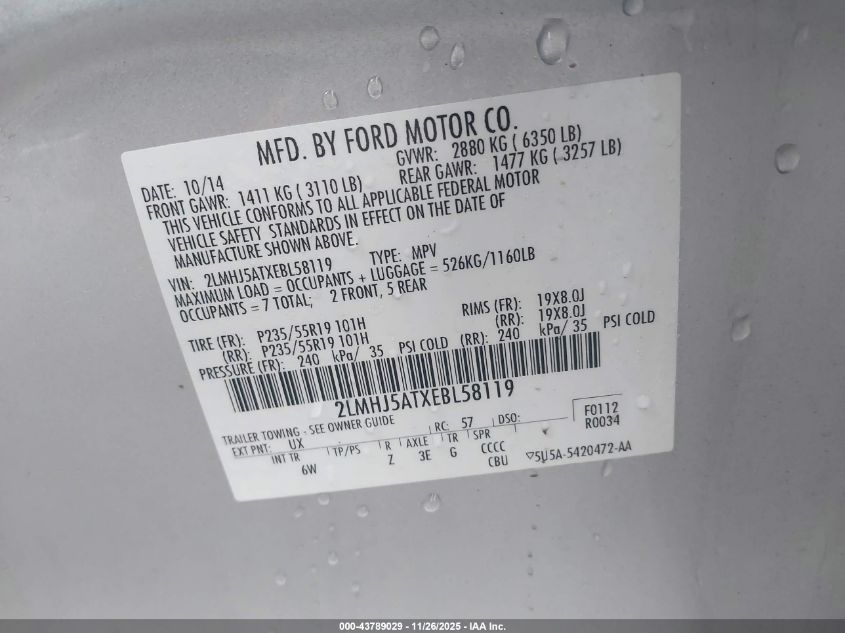 MFD. BY FORD MOTOR CO.
DATE: 10/14 GVWR: 2880 KG ( 6350 LB)
FRONT GAWR: 1411 KG ( 3110 LB) REAR GAWR: 1477 KG ( 3257 LB)
THIS VEHICLE CONFORMS TO ALL APPLICABLE FEDERAL MOTOR
VEHICLE SAFETY STANDARDS IN EFFECT ON THE DATE OF
MANUFACTURE SHOWN ABOVE.
VIN: 2LMHJ5ATXEBL58119 TYPE: MPV
MAXIMUM LOAD = OCCUPANTS + LUGGAGE = 526KG/1160LB
OCCUPANTS = 7 TOTAL; 2 FRONT, 5 REAR
TIRE (FR): P235/55R19 101H RIMS (FR): 19X8.0J
(RR): P235/55R19 101H (RR): 19X8.0J
PRESSURE (FR): 240 kPa/ 35 PSI COLD (RR): 240 kPa/ 35 PSI COLD
2LMHJ5ATXEBL58119
TRAILER TOWING - SEE OWNER GUIDE
EXT PNT: UX RC: 57 DSO:
INT TR TP/PS R AXLE TR SPR
6W Z 3E G CCCC
CBU
F0112
R0034
▽5U5A-5420472-AA
000-43789029 - 11/26/2025 - IAA Inc.